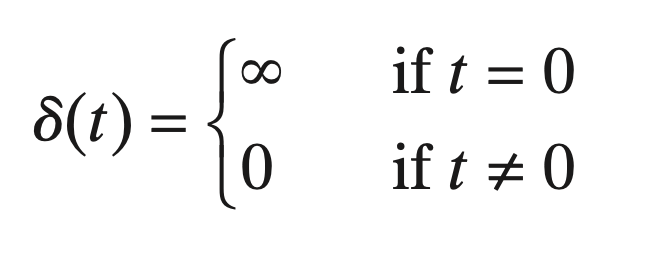 δ(t) = { ∞ if t = 0
0 if t ≠ 0